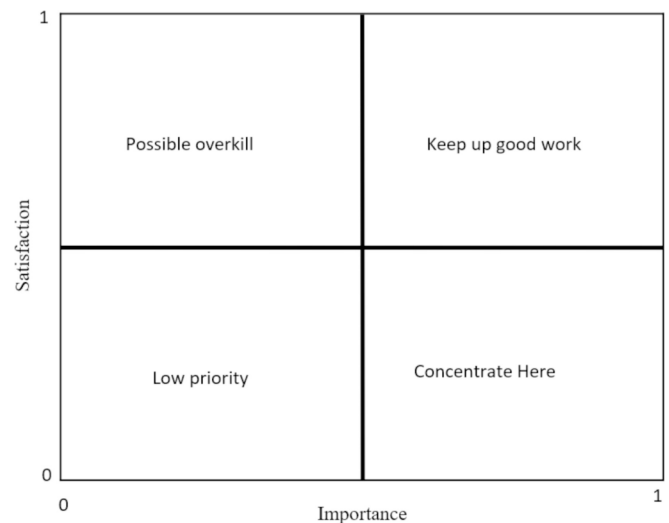 1
Possible overkill
Keep up good work
Satisfaction
Low priority
Concentrate Here
0
0
1
Importance